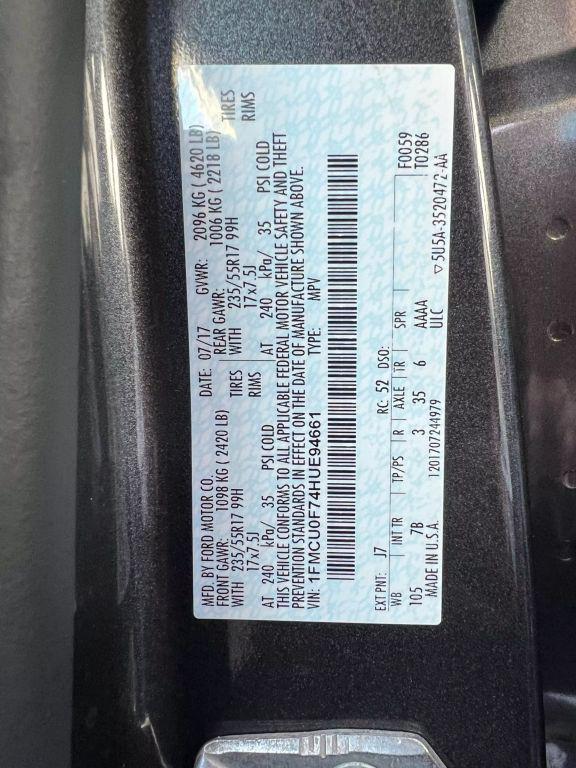 MFD BY FORD MOTOR CO. DATE: 07/17 GVWR: 2096 KG ( 4620 LB)
FRONT GAWR: 1098 KG ( 2420 LB) REAR GAWR: 1006 KG ( 2218 LB)
WITH 235/55R17 99H TIRES WITH 235/55R17 99H TIRES
17x7.5J RIMS 17x7.5J RIMS
AT 240 kPa/ 35 PSI COLD AT 240 kPa/ 35 PSI COLD
THIS VEHICLE CONFORMS TO ALL APPLICABLE FEDERAL MOTOR VEHICLE SAFETY AND THEFT
PREVENTION STANDARDS IN EFFECT ON THE DATE OF MANUFACTURE SHOWN ABOVE.
VIN: 1FMCU0F74HUE94661 TYPE: MPV
EXT PNT: J7 RC: 52 DSO: F0059
WB INT TR TP/PS R AXLE TR SPR T0286
105 7B 3 35 6 AAAA
MADE IN U.S.A. 1201707244979 UILC ▽5U5A-3520472-AA